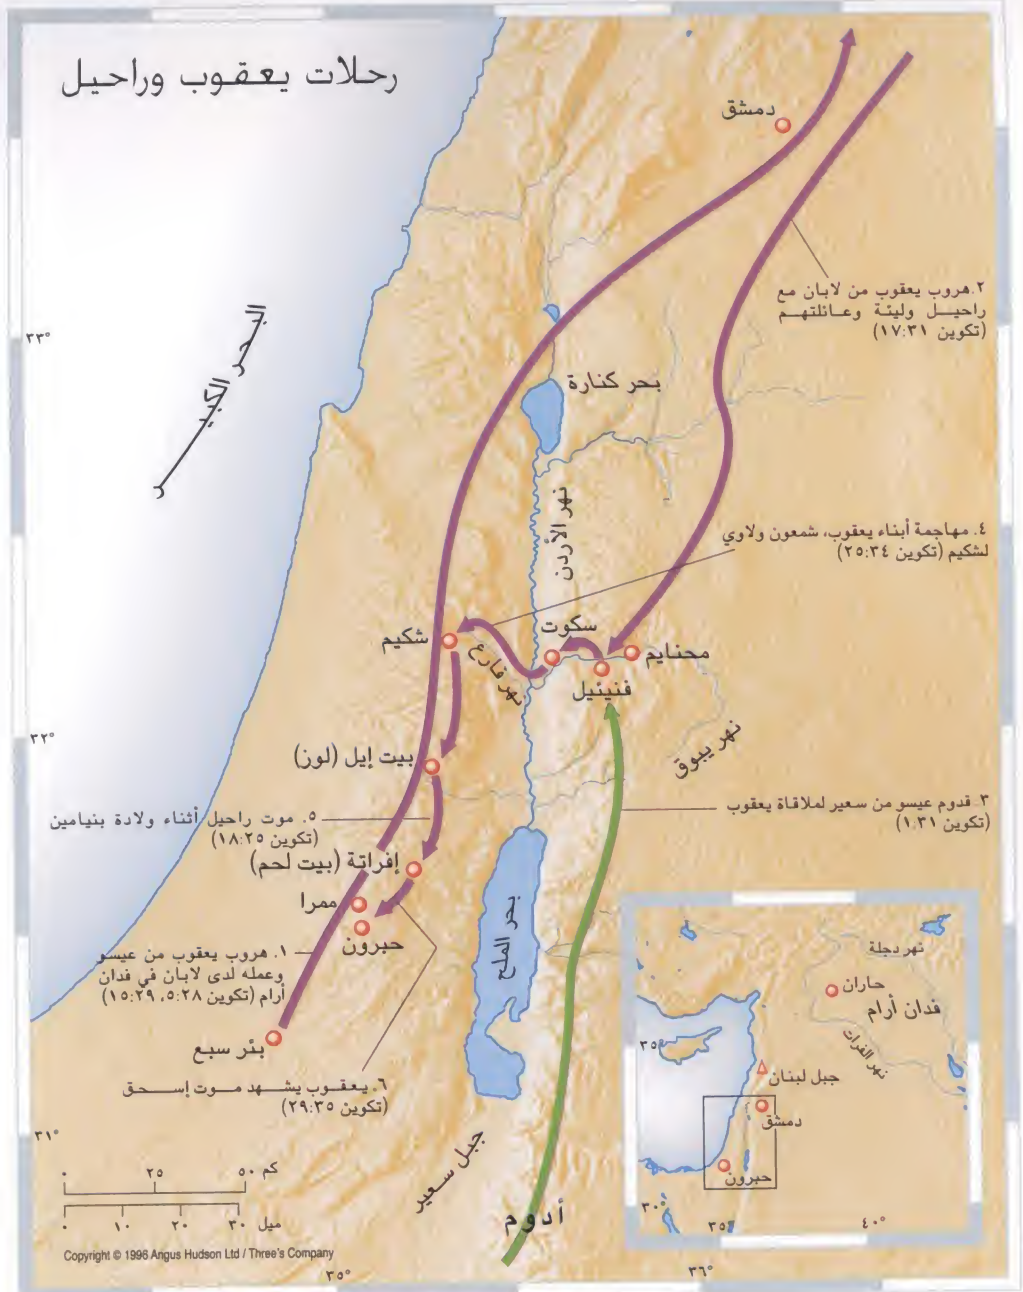 رحلات يعقوب وراحيل
دمشق
٢. هروب يعقوب من لابان مع
راحيل وليئة وعائلتهم
(تكوين ١٧:٣١)
٣٣°
البحر الكبير
بحر كنارة
نهر الأردن
٤. مهاجمة أبناء يعقوب، شمعون ولاوي
لشكيم (تكوين ٢٥:٣٤)
شكيم
سكوت
محنايم
فنيئيل
نهر فارع
نهر يبوق
٣٢°
بيت إيل (لوز)
٣. قدوم عيسو من سعير لملاقاة يعقوب
(تكوين ١:٣١)
٥. موت راحيل أثناء ولادة بنيامين
(تكوين ١٨:٢٥)
إفراتة (بيت لحم)
ممرا
حبرون
بحر الملح
١. هروب يعقوب من عيسو
وعمله لدى لابان في فدان
أرام (تكوين ٥:٢٨، ١٥:٢٩)
بئر سبع
٦. يعقوب يشهد موت إسحق
(تكوين ٢٩:٣٥)
٣١°
جبل سعير
أدوم
٠ ٢٥ ٥٠ كم
٠ ١٠ ٢٠ ٣٠ ميل
Copyright © 1996 Angus Hudson Ltd / Three's Company
٣٥°
٣٦°
نهر دجلة
حاران
فدان أرام
نهر الفرات
٣٥°
جبل لبنان
دمشق
حبرون
٣٠°
٣٥°
٤٠°